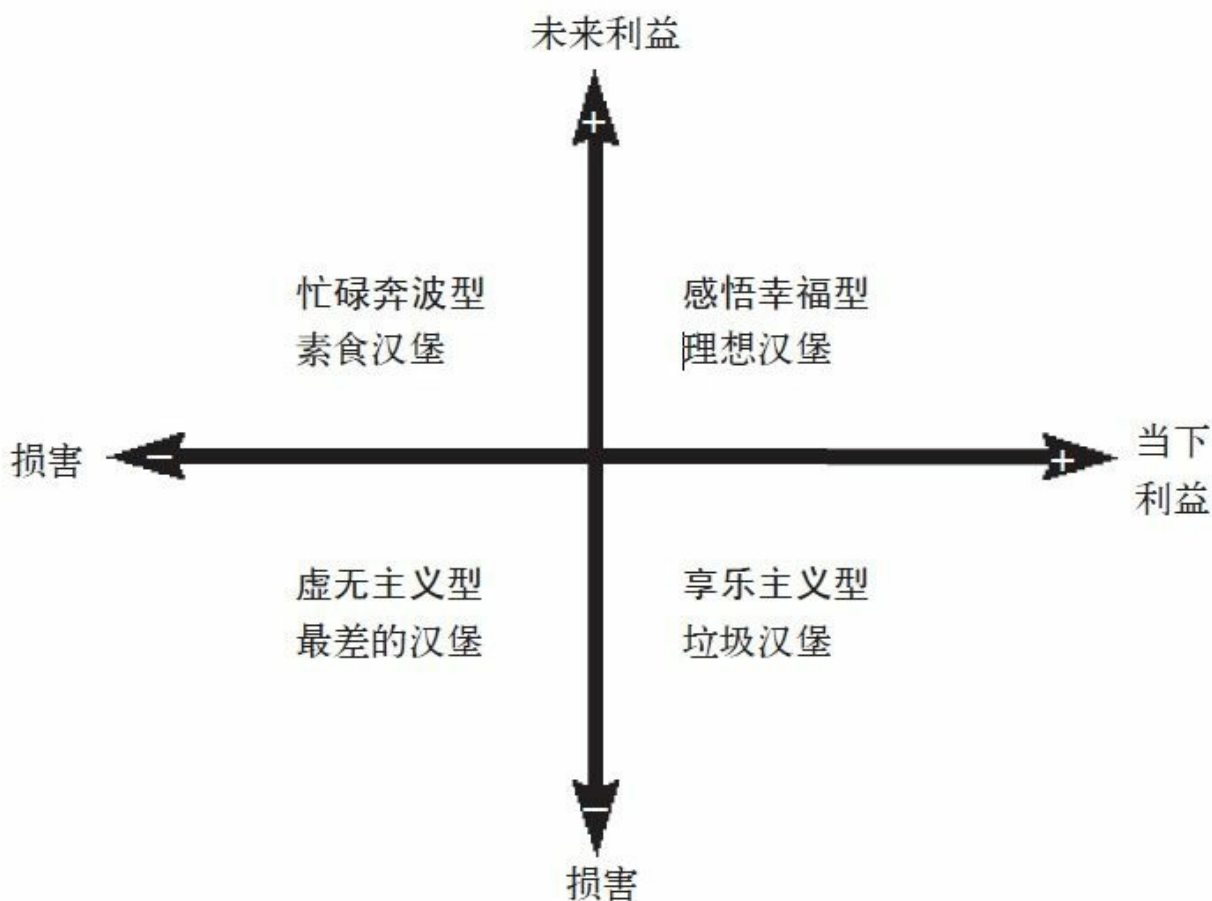 未来利益
+
忙碌奔波型
素食汉堡
感悟幸福型
理想汉堡
损害
−
+
当下
利益
虚无主义型
最差的汉堡
享乐主义型
垃圾汉堡
−
损害